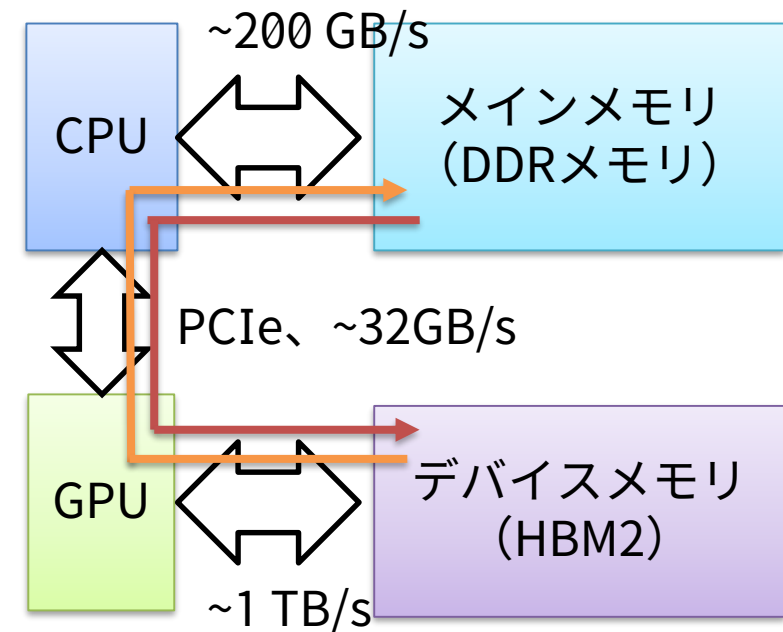 ~200 GB/s
CPU
メインメモリ
(DDRメモリ)
PCIe、~32GB/s
GPU
デバイスメモリ
(HBM2)
~1 TB/s